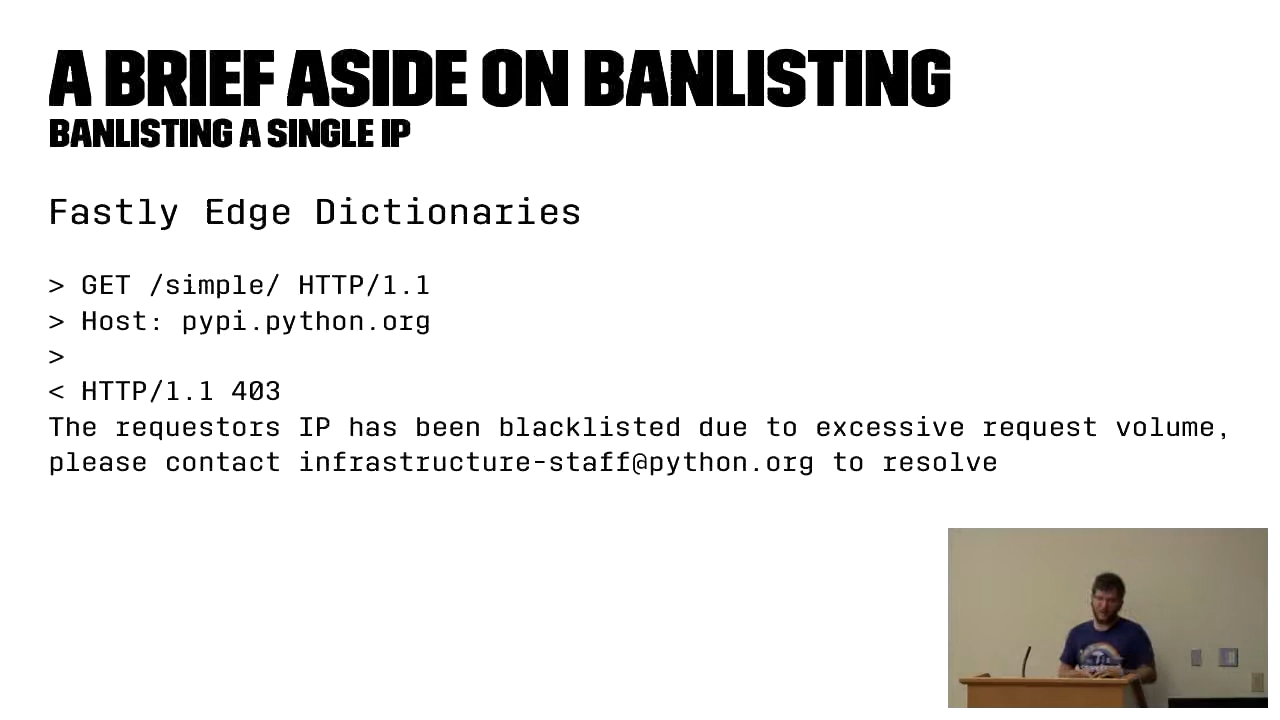 A BRIEF ASIDE ON BANLISTING
BANLISTING A SINGLE IP
Fastly Edge Dictionaries
> GET /simple/ HTTP/1.1
> Host: pypi.python.org
>
< HTTP/1.1 403
The requestors IP has been blacklisted due to excessive request volume,
please contact infrastructure-staff@python.org to resolve